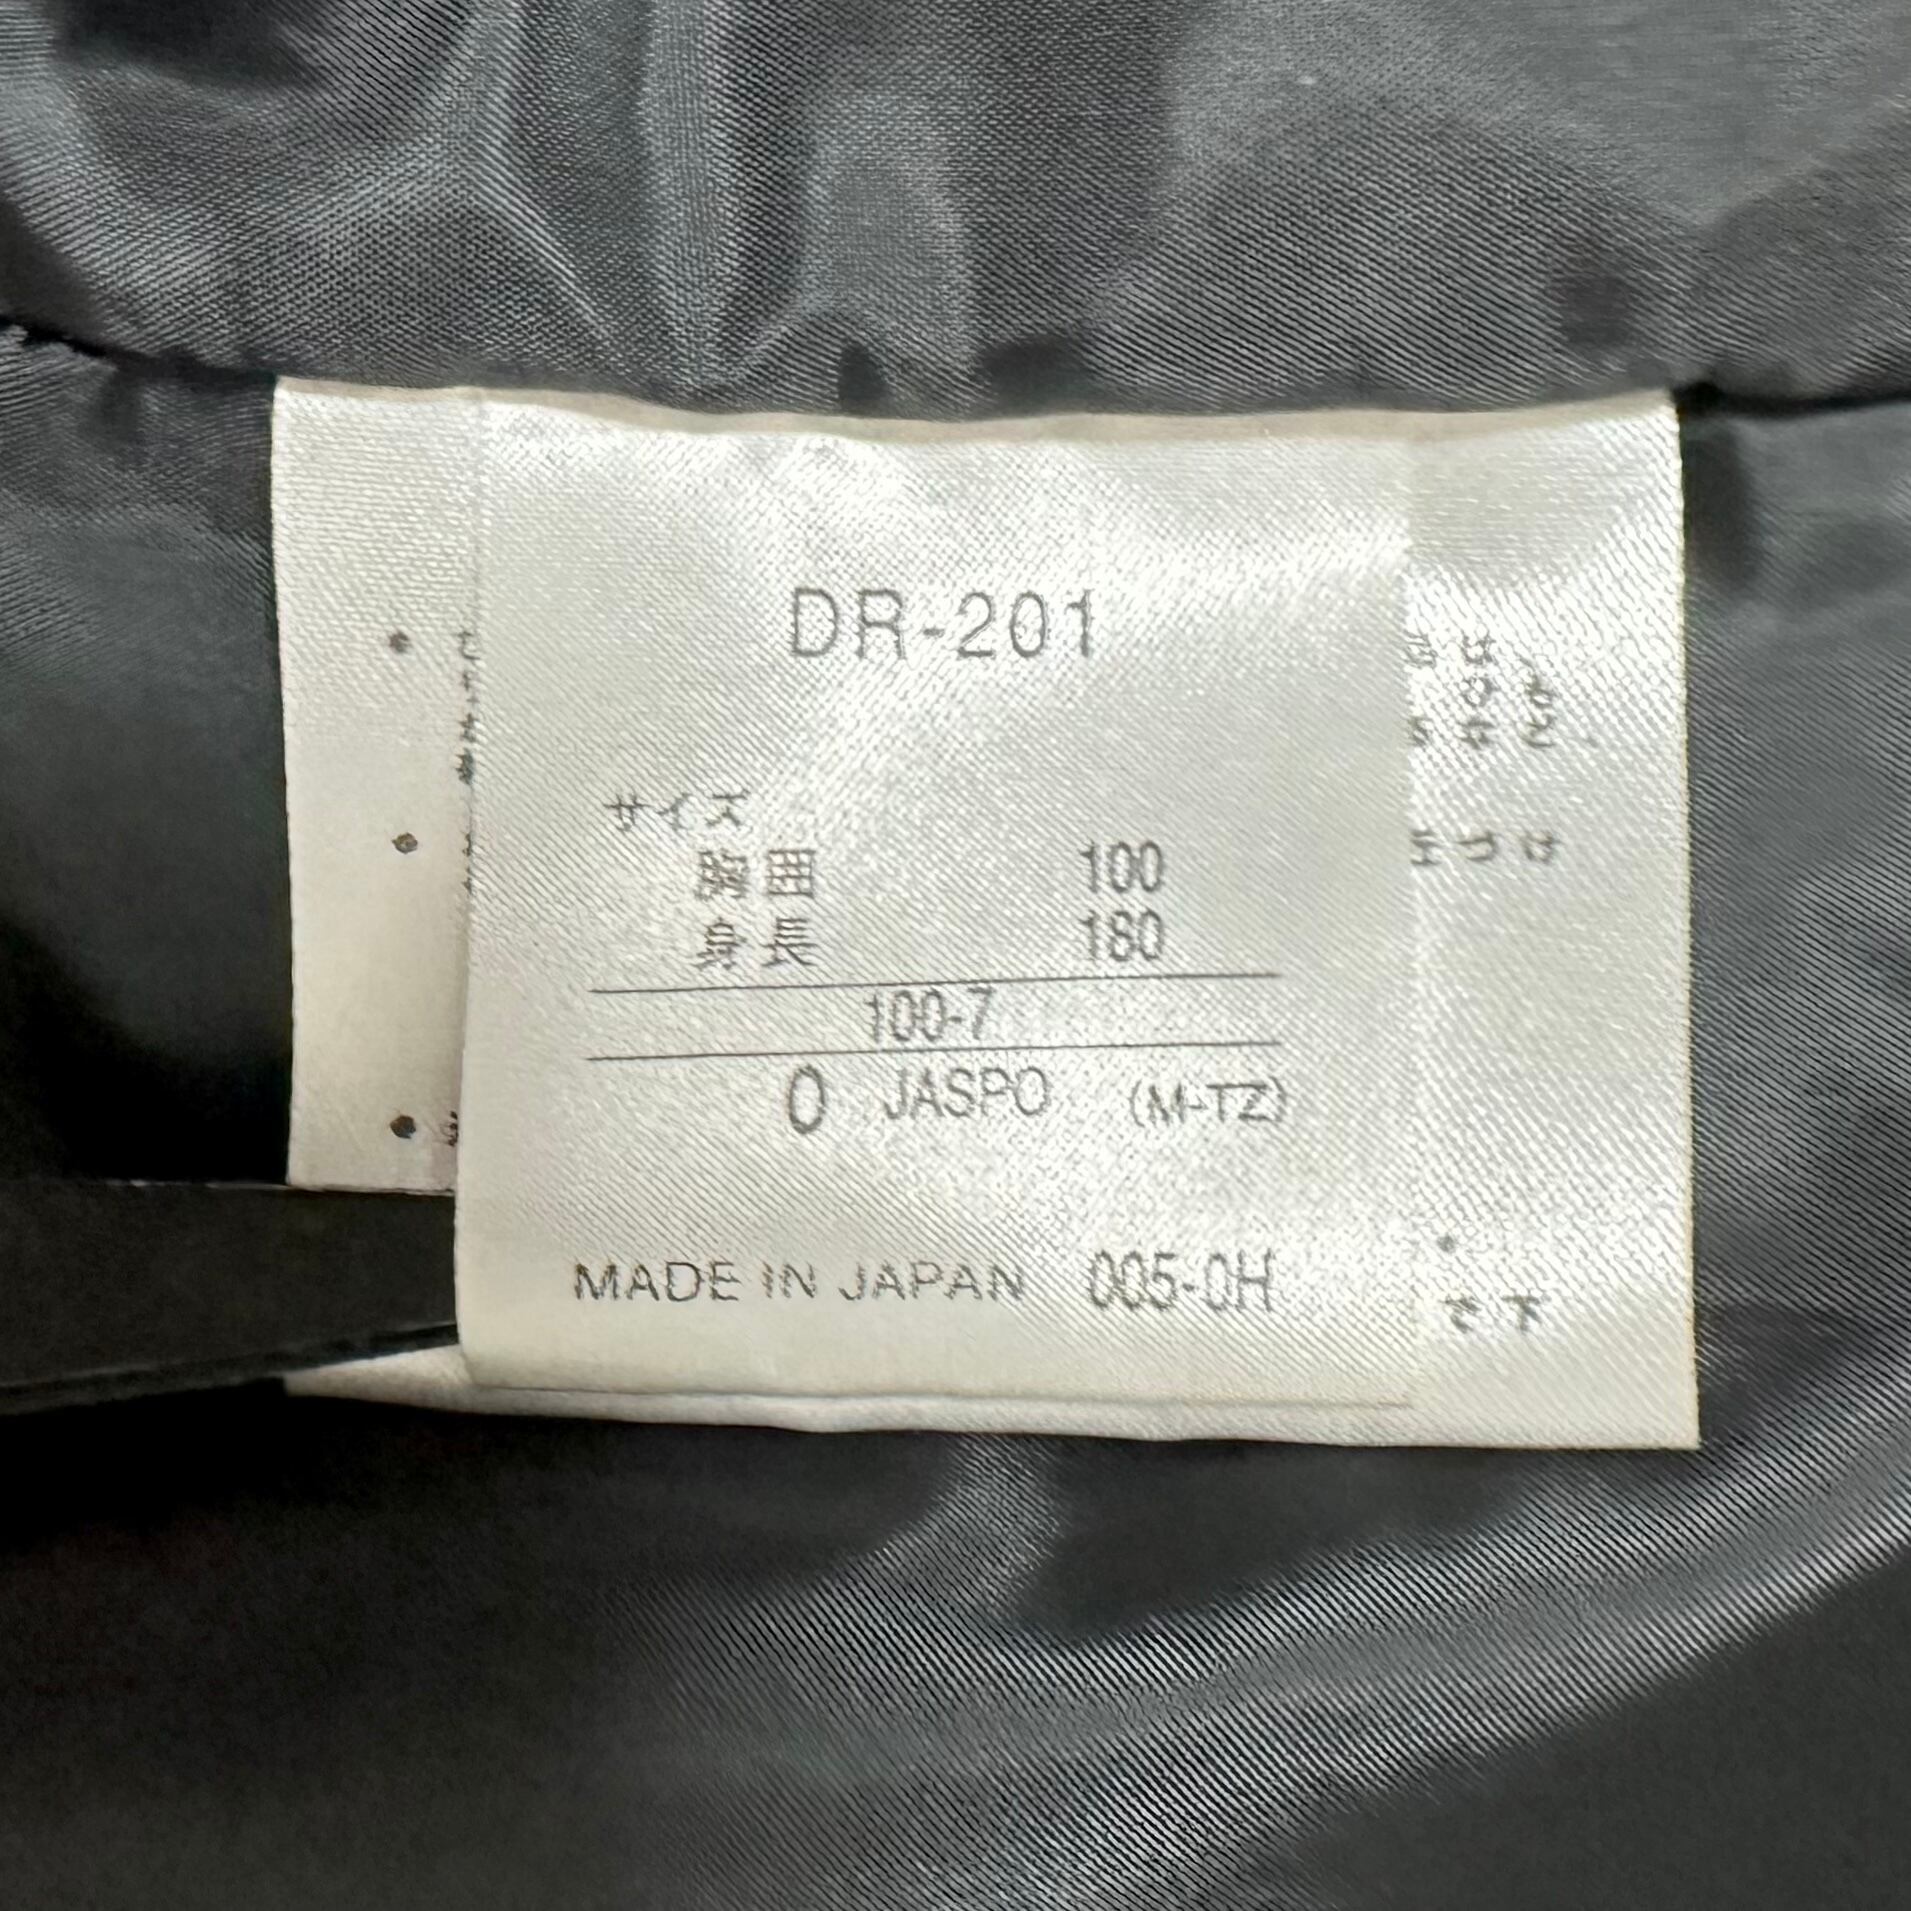 DR-201
サイズ
胸囲 100
身長 180
100-7
O JASPO (M-TZ)
MADE IN JAPAN 005-0H